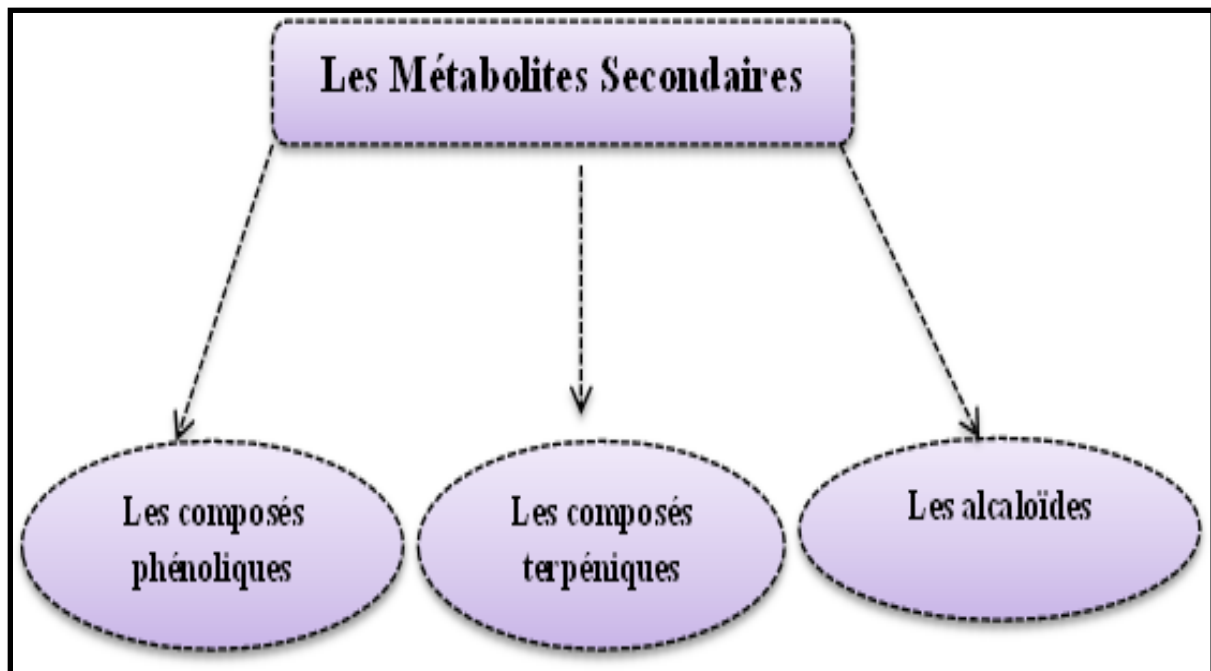 Les Métabolites Secondaires
Les composés
phénoliques
Les composés
terpéniques
Les alcaloïdes